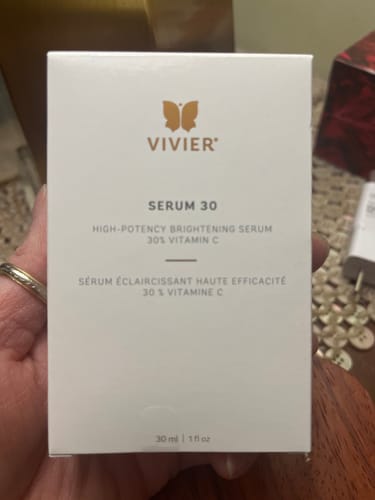 VIVIER®
SERUM 30
HIGH-POTENCY BRIGHTENING SERUM
30% VITAMIN C
SÉRUM ÉCLAIRCISSANT HAUTE EFFICACITÉ
30 % VITAMINE C
30 ml | 1 fl oz